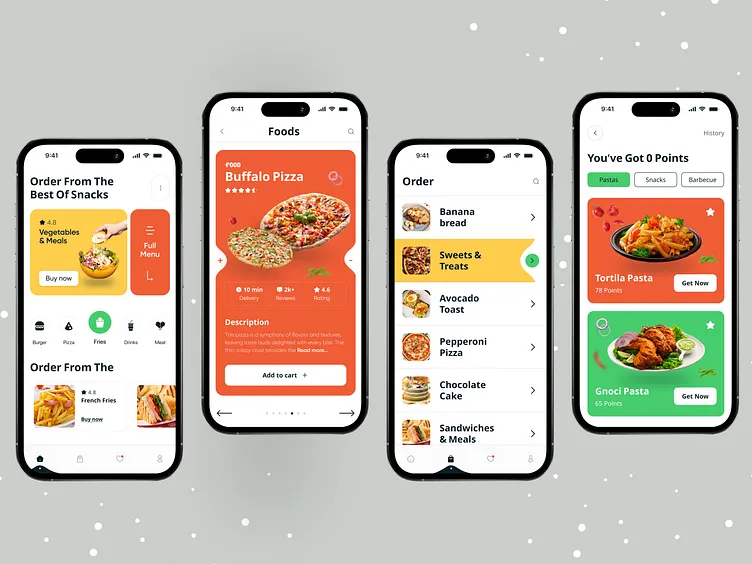 9:41
Order From The
Best Of Snacks
4.8
Vegetables
& Meals
Buy now
Full
Menu
Burger
Pizza
Fries
Drinks
Meat
Order From The
4.8
French Fries
Buy now
9:41
Foods
FOOD
Buffalo Pizza
10 min
Delivery
2k+
Reviews
4.6
Rating
Description
This pizza is a symphony of flavour and textures,
leaving taste buds delighted with every bite. The
thin, crispy crust provides the Read more...
Add to cart +
9:41
Order
Banana
bread
Sweets &
Treats
Avocado
Toast
Pepperoni
Pizza
Chocolate
Cake
Sandwiches
& Meals
9:41
History
You've Got 0 Points
Pastas
Snacks
Barbecue
Tortlla Pasta
78 Points
Get Now
Gnoci Pasta
65 Points
Get Now